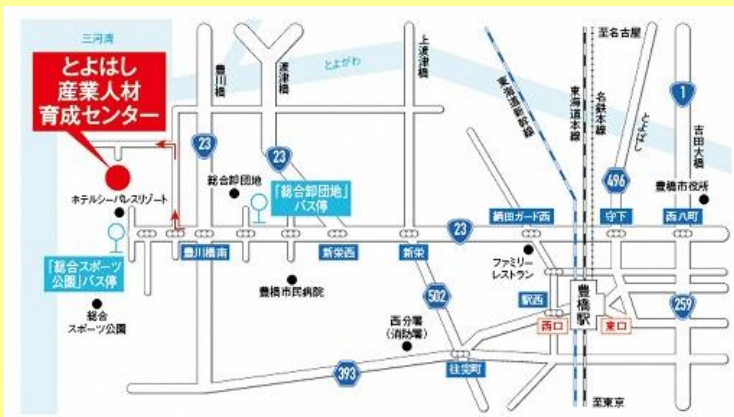 三河湾
とよはし
産業人材
育成センター
ホテルシーパレスリゾート
「総合スポーツ
公園」バス停
総合
スポーツ公園
豊川橋
渡津橋
とよがわ
上渡津橋
23
23
総合卸団地
「総合卸団地」
バス停
豊川橋南
新栄西
新栄
豊橋市民病院
502
西分署
(消防署)
393
往完町
東海道新幹線
東海道本線
名鉄本線
至名古屋
とよばし
1
吉田大橋
496
豊橋市役所
鍋田ガード西
守下
西八町
23
ファミリー
レストラン
駅西
豊橋駅
西口
東口
259
至東京